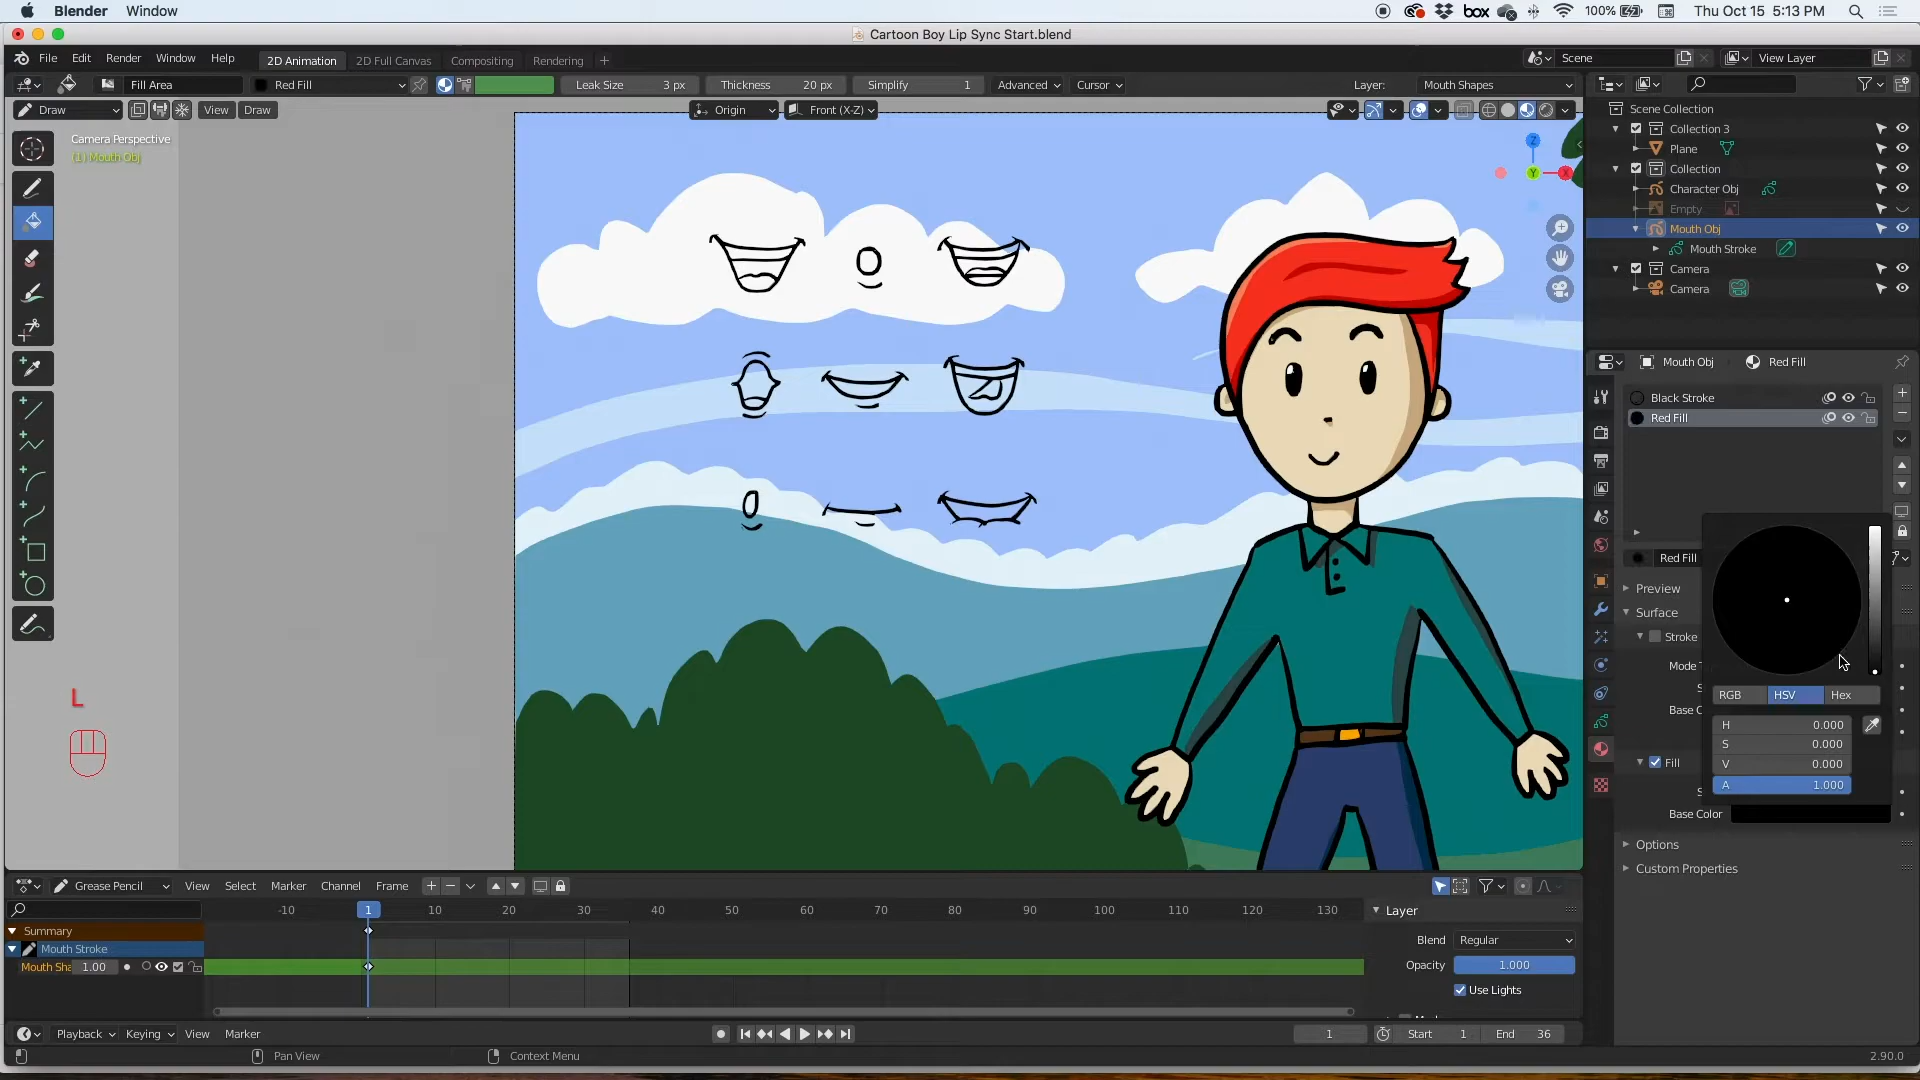 Blender Window box 100% Thu Oct 15 5:13 PM
Cartoon Boy Lip Sync Start.blend
File Edit Render Window Help 2D Animation 2D Full Canvas Compositing Rendering + Scene View Layer
Fill Area Red Fill Leak Size 3 px Thickness 20 px Simplify 1 Advanced Cursor Layer: Mouth Shapes
Draw View Draw Origin Front (X-Z)
Camera Perspective
(1) Mouth Obj
Z
Y
X
Scene Collection
Collection 3
Plane
Collection
Character Obj
Empty
Mouth Obj
Mouth Stroke
Camera
Camera
Mouth Obj Red Fill
Black Stroke
Red Fill
Red Fill
Preview
Surface
Stroke
Mode T
S
Base C
RGB HSV Hex
H 0.000
S 0.000
V 0.000
A 1.000
Fill
S
Base Color
Options
Custom Properties
L
Grease Pencil View Select Marker Channel Frame
-10 1 10 20 30 40 50 60 70 80 90 100 110 120 130
Summary
Mouth Stroke
Mouth Sha 1.00
Layer
Blend Regular
Opacity 1.000
Use Lights
Playback Keying View Marker 1 Start 1 End 36
Pan View Context Menu 2.90.0